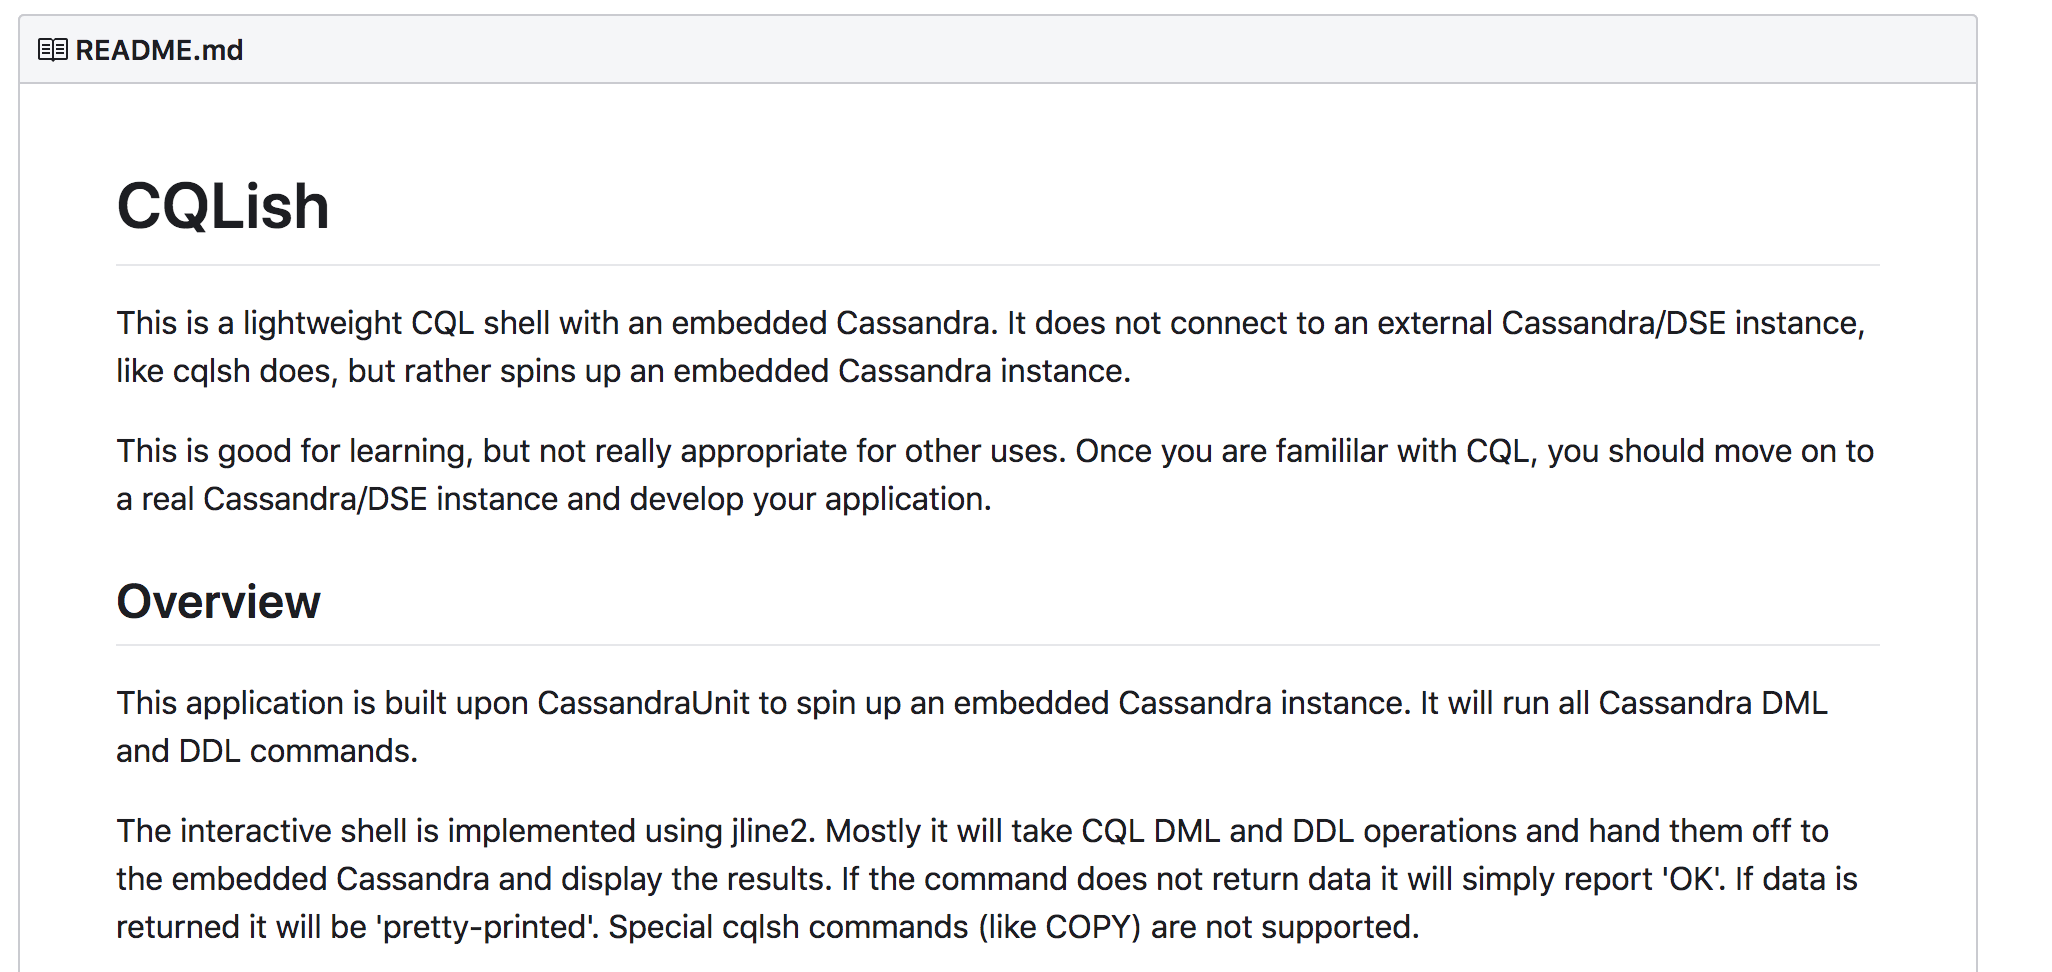 README.md
CQLish
This is a lightweight CQL shell with an embedded Cassandra. It does not connect to an external Cassandra/DSE instance,
like cqlsh does, but rather spins up an embedded Cassandra instance.
This is good for learning, but not really appropriate for other uses. Once you are famililar with CQL, you should move on to
a real Cassandra/DSE instance and develop your application.
Overview
This application is built upon CassandraUnit to spin up an embedded Cassandra instance. It will run all Cassandra DML
and DDL commands.
The interactive shell is implemented using jline2. Mostly it will take CQL DML and DDL operations and hand them off to
the embedded Cassandra and display the results. If the command does not return data it will simply report 'OK'. If data is
returned it will be 'pretty-printed'. Special cqlsh commands (like COPY) are not supported.